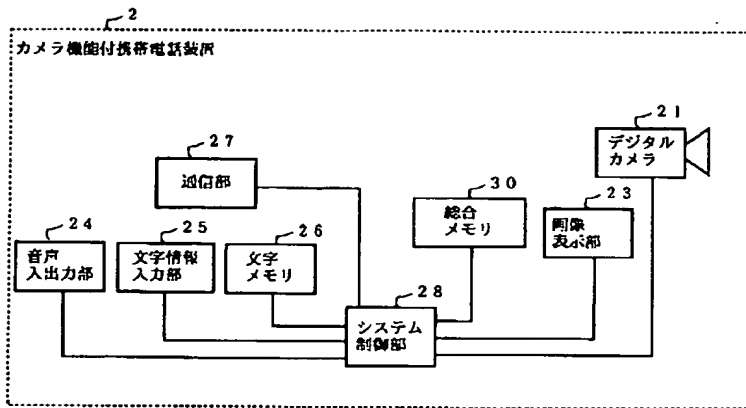 2
カメラ機能付携帯電話装置
21
デジタル
カメラ
27
通信部
30
総合
メモリ
23
画像
表示部
24
音声
入出力部
25
文字情報
入力部
26
文字
メモリ
28
システム
制御部